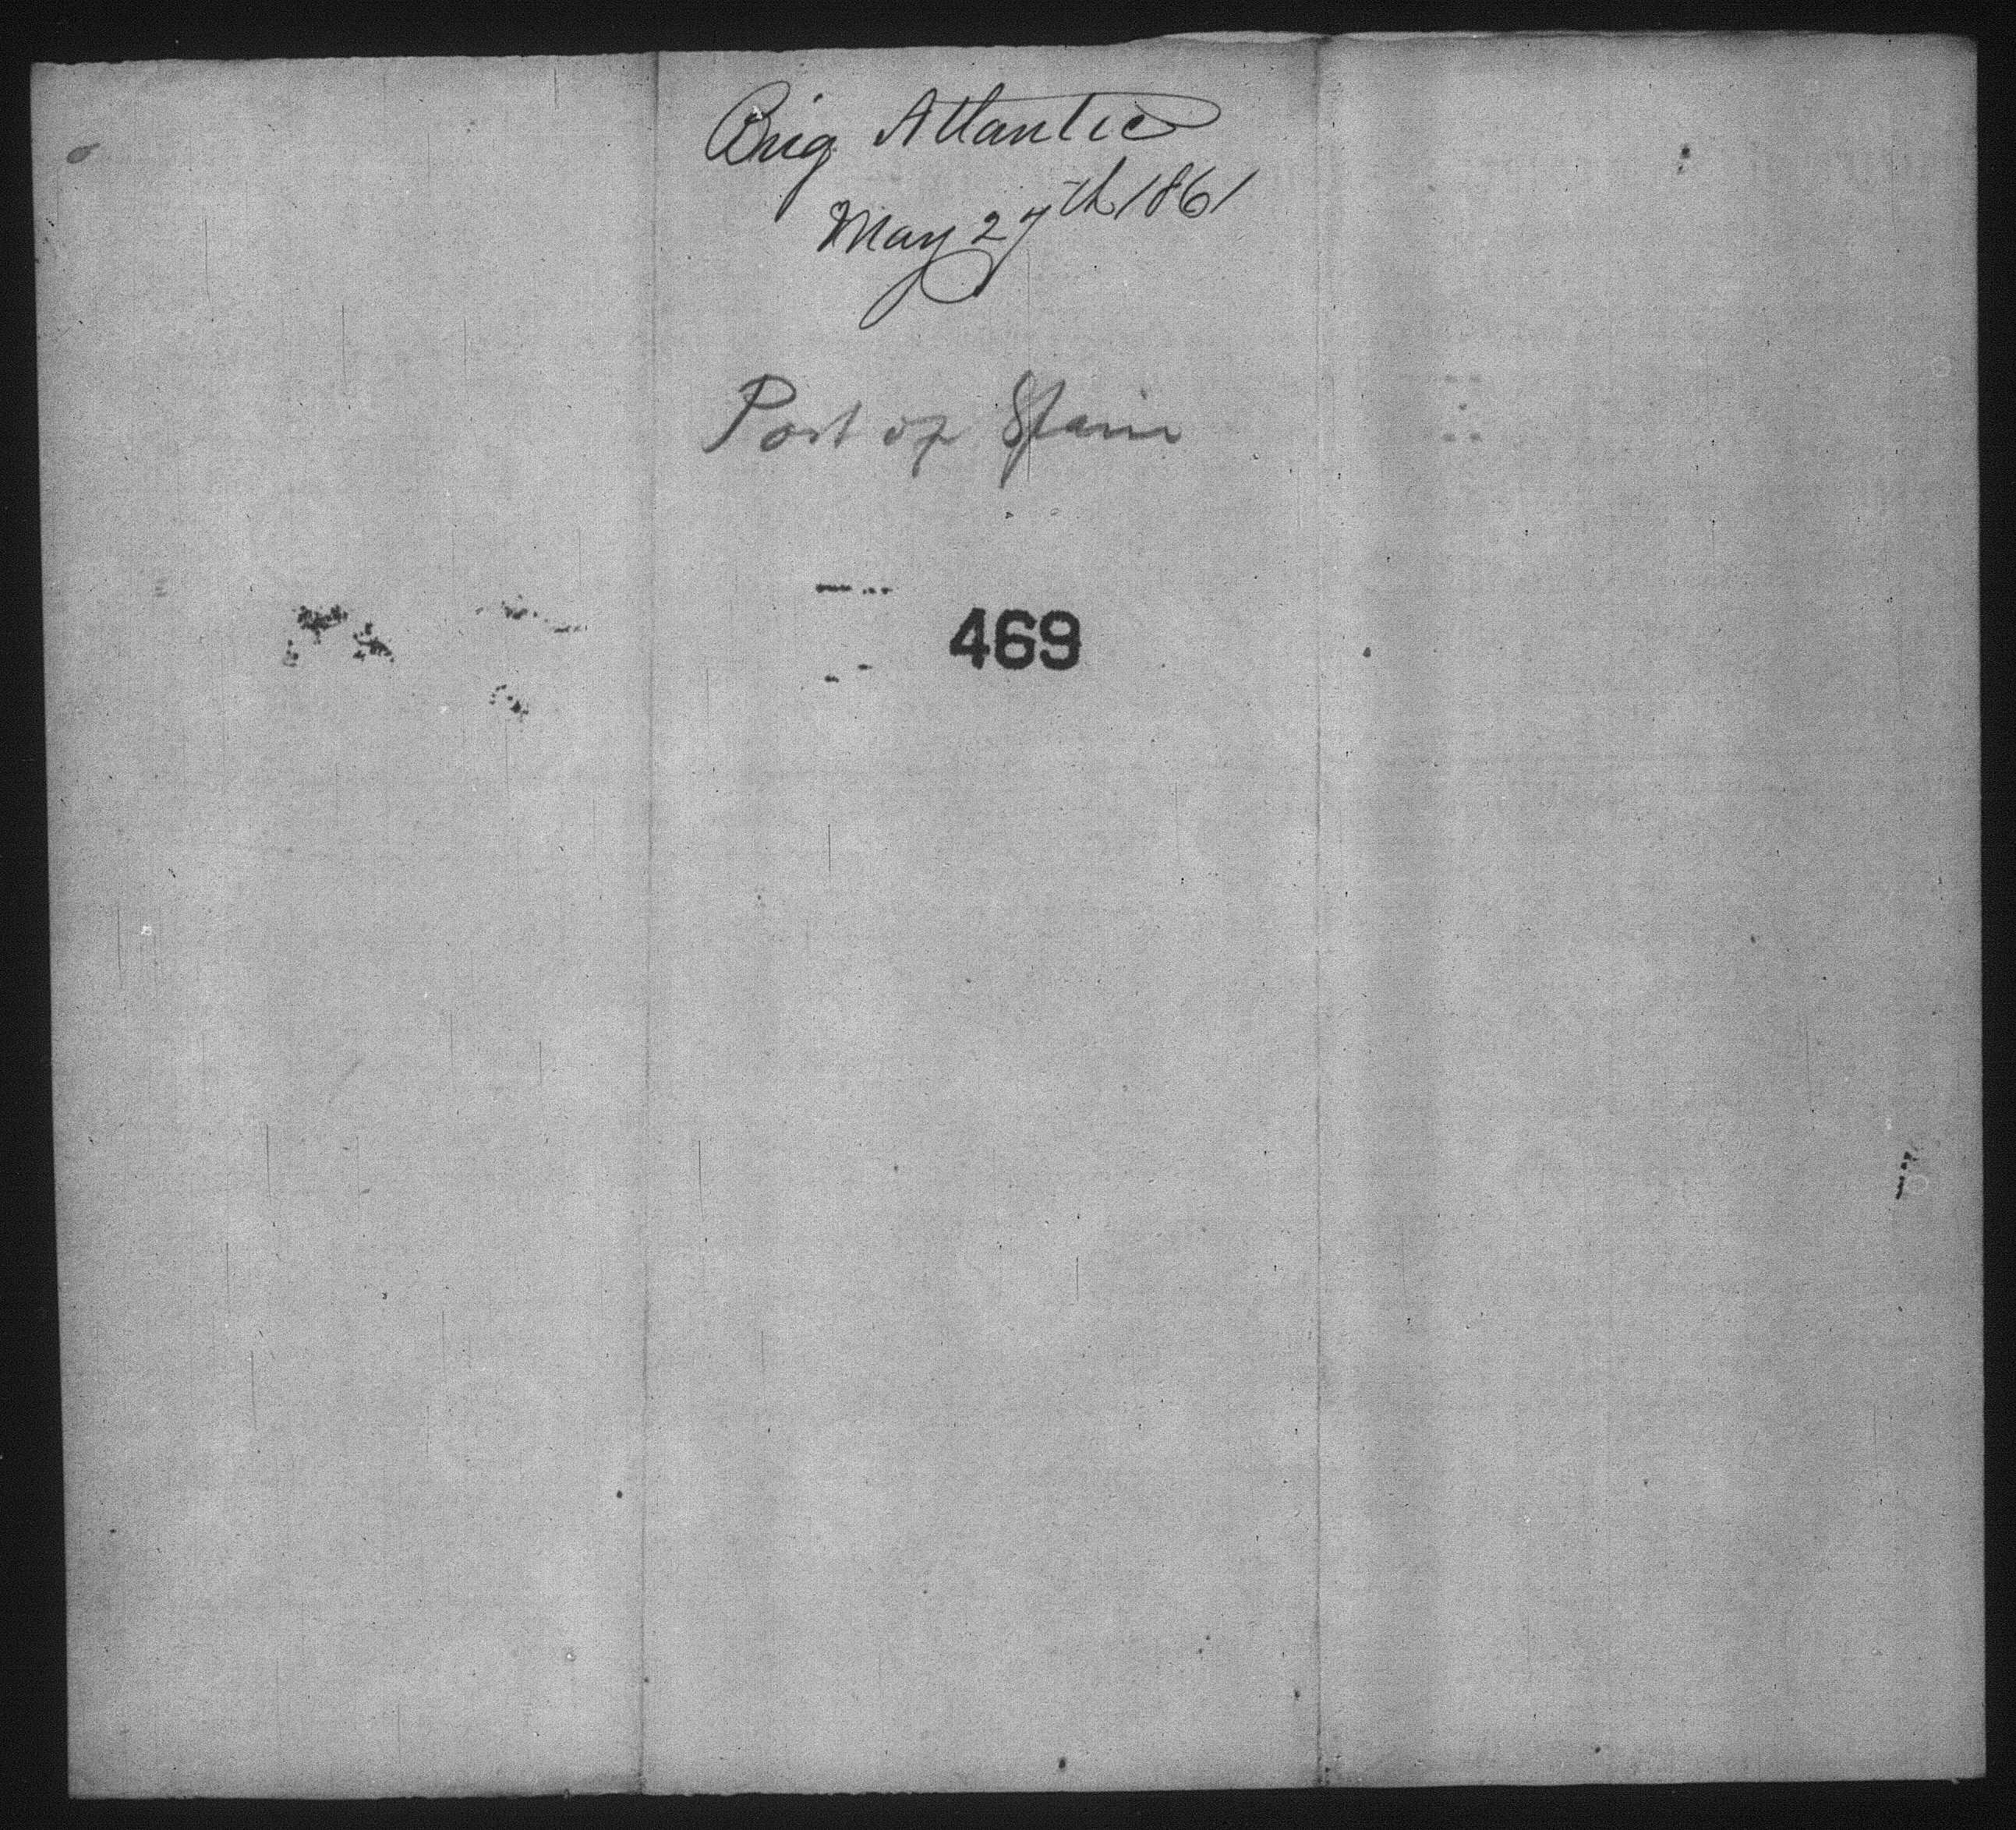 Brig Atlantic
May 27th 1861
Port of Spain
469